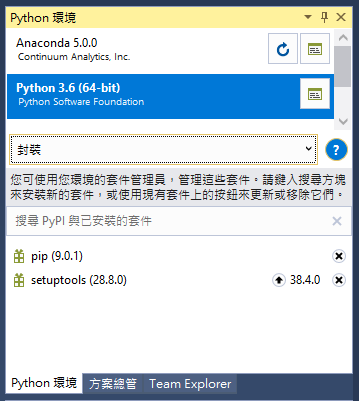 Python 環境
Anaconda 5.0.0
Continuum Analytics, Inc.
Python 3.6 (64-bit)
Python Software Foundation
封裝
?
您可使用您環境的套件管理員，管理這些套件。請鍵入搜尋方塊
來安裝新的套件，或使用現有套件上的按鈕來更新或移除它們。
搜尋 PyPI 與已安裝的套件
pip (9.0.1)
setuptools (28.8.0) 38.4.0
Python 環境 方案總管 Team Explorer